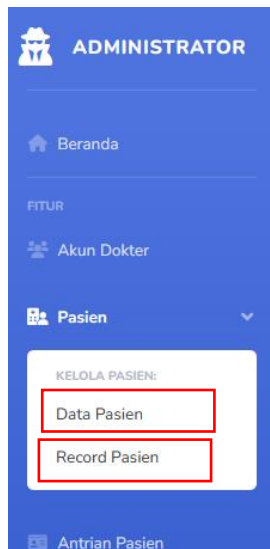 ADMINISTRATOR
Beranda
FITUR
Akun Dokter
Pasien
KELOLA PASIEN:
Data Pasien
Record Pasien
Antrian Pasien